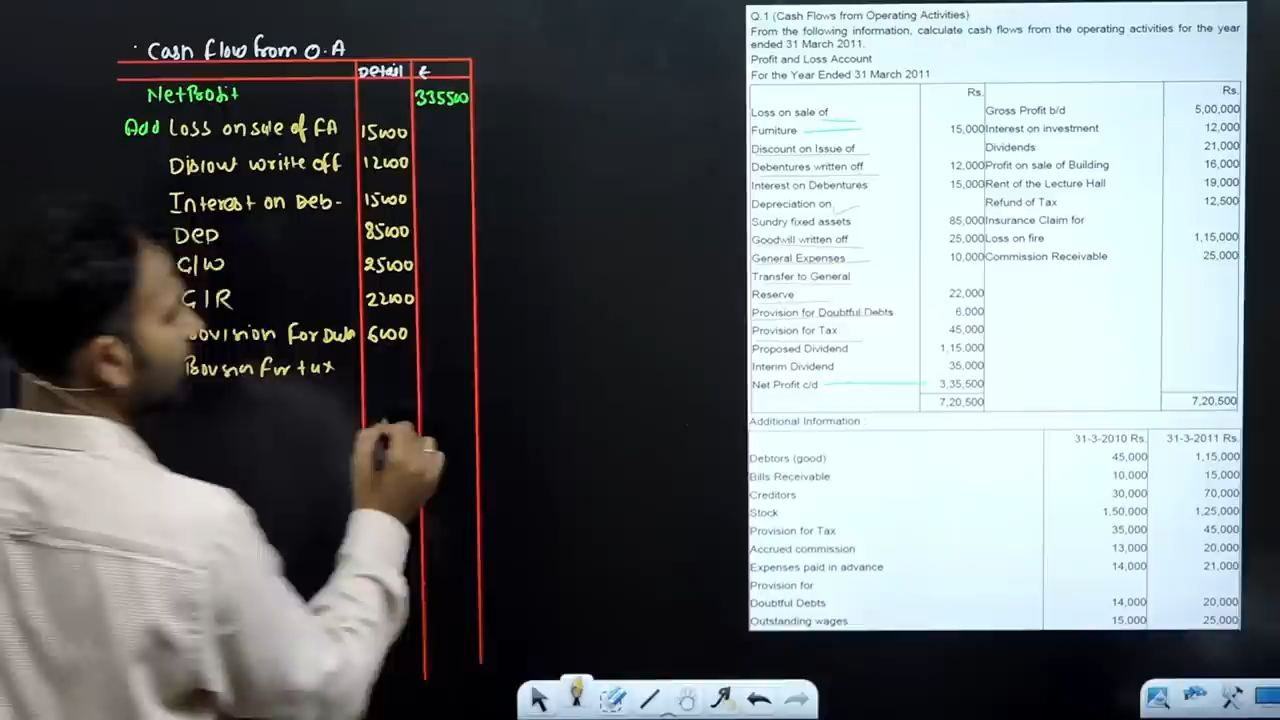 Cash flow from O.A
Detail ₹
Net Profit 335500
Add Loss on sale of FA 15000
Discout writte off 12000
Interest on Deb- 15000
Dep 85000
G/W 25000
G/R 22000
ovision for Dub 6000
Provision for tax
Q.1 (Cash Flows from Operating Activities)
From the following information, calculate cash flows from the operating activities for the year
ended 31 March 2011.
Profit and Loss Account
For the Year Ended 31 March 2011
Rs. Rs.
Loss on sale of Gross Profit b/d 5,00,000
Furniture 15,000 Interest on investment 12,000
Discount on Issue of Dividends 21,000
Debentures written off 12,000 Profit on sale of Building 16,000
Interest on Debentures 15,000 Rent of the Lecture Hall 19,000
Depreciation on Refund of Tax 12,500
Sundry fixed assets 85,000 Insurance Claim for
Goodwill written off 25,000 Loss on fire 1,15,000
General Expenses 10,000 Commission Receivable 25,000
Transfer to General
Reserve 22,000
Provision for Doubtful Debts 6,000
Provision for Tax 45,000
Proposed Dividend 1,15,000
Interim Dividend 35,000
Net Profit c/d 3,35,500
7,20,500 7,20,500
Additional Information :
31-3-2010 Rs. 31-3-2011 Rs.
Debtors (good) 45,000 1,15,000
Bills Receivable 10,000 15,000
Creditors 30,000 70,000
Stock 1,50,000 1,25,000
Provision for Tax 35,000 45,000
Accrued commission 13,000 20,000
Expenses paid in advance 14,000 21,000
Provision for
Doubtful Debts 14,000 20,000
Outstanding wages 15,000 25,000